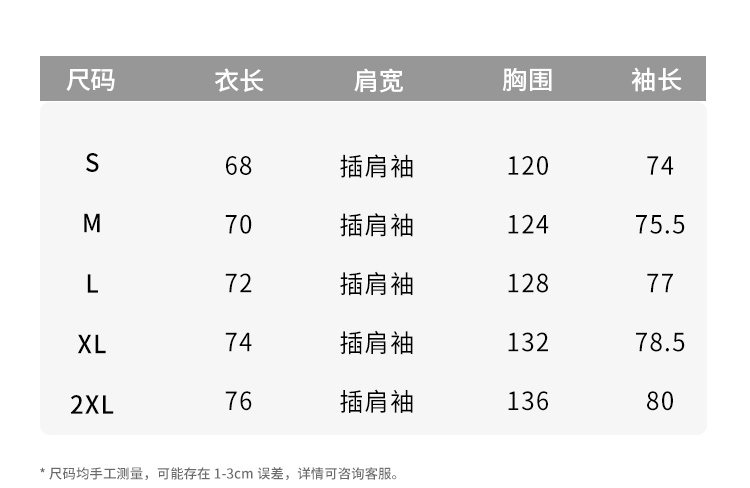 尺码 衣长 肩宽 胸围 袖长
S 68 插肩袖 120 74
M 70 插肩袖 124 75.5
L 72 插肩袖 128 77
XL 74 插肩袖 132 78.5
2XL 76 插肩袖 136 80
* 尺码均手工测量，可能存在 1-3cm 误差，详情可咨询客服。